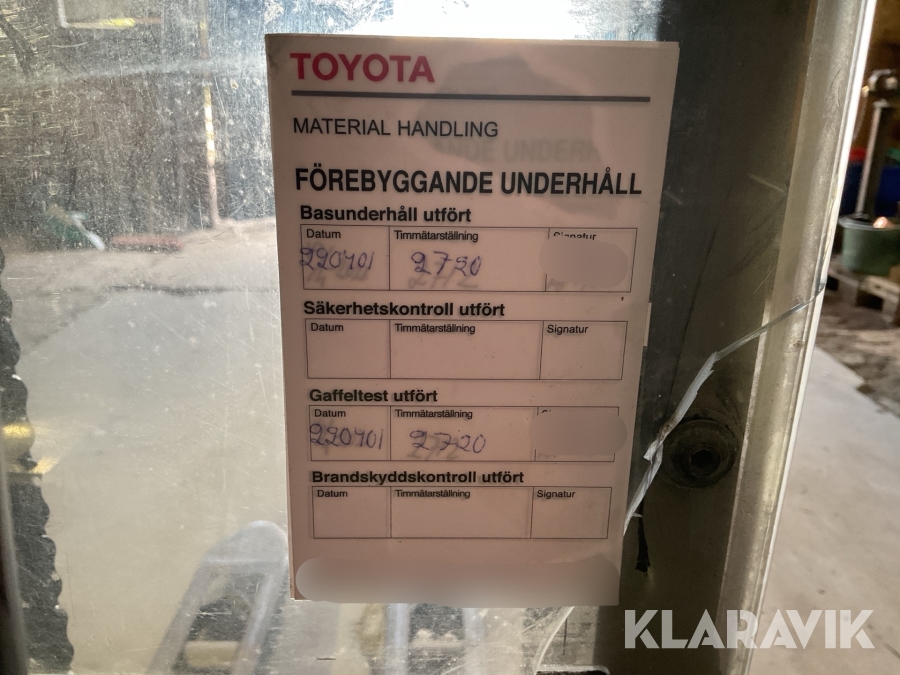 TOYOTA
MATERIAL HANDLING
FÖREBYGGANDE UNDERHÅLL
Basunderhåll utfört
Datum Timmätarställning Signatur
220401 2720
Säkerhetskontroll utfört
Datum Timmätarställning Signatur
Gaffeltest utfört
Datum Timmätarställning
220401 2720
Brandskyddskontroll utfört
Datum Timmätarställning Signatur
KLARAVIK